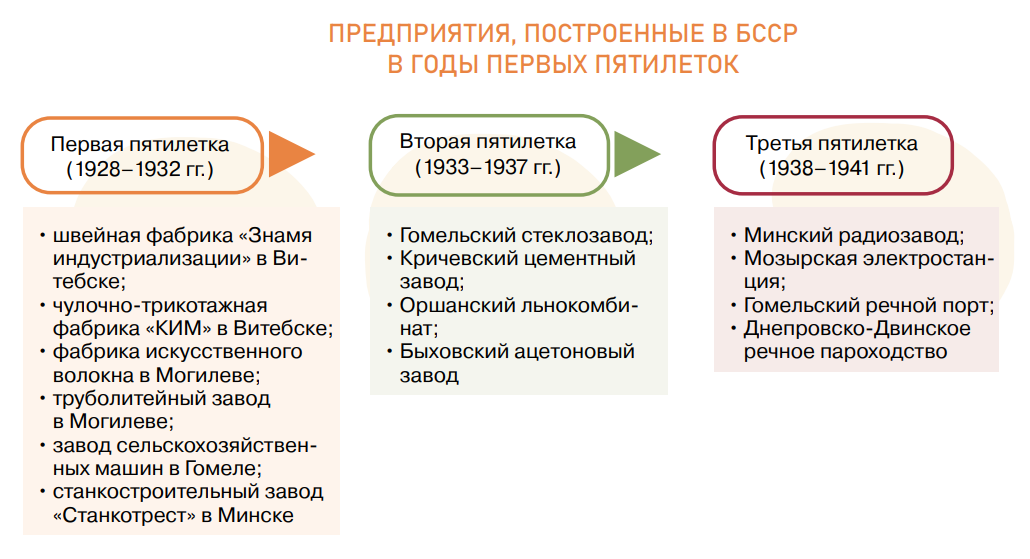 ПРЕДПРИЯТИЯ, ПОСТРОЕННЫЕ В БССР
В ГОДЫ ПЕРВЫХ ПЯТИЛЕТОК
Первая пятилетка
(1928–1932 гг.)
• швейная фабрика «Знамя
индустриализации» в Ви-
тебске;
• чулочно-трикотажная
фабрика «КИМ» в Витебске;
• фабрика искусственного
волокна в Могилеве;
• труболитейный завод
в Могилеве;
• завод сельскохозяйствен-
ных машин в Гомеле;
• станкостроительный завод
«Станкотрест» в Минске
Вторая пятилетка
(1933–1937 гг.)
• Гомельский стеклозавод;
• Кричевский цементный
завод;
• Оршанский льнокомби-
нат;
• Быховский ацетоновый
завод
Третья пятилетка
(1938–1941 гг.)
• Минский радиозавод;
• Мозырская электростан-
ция;
• Гомельский речной порт;
• Днепровско-Двинское
речное пароходство